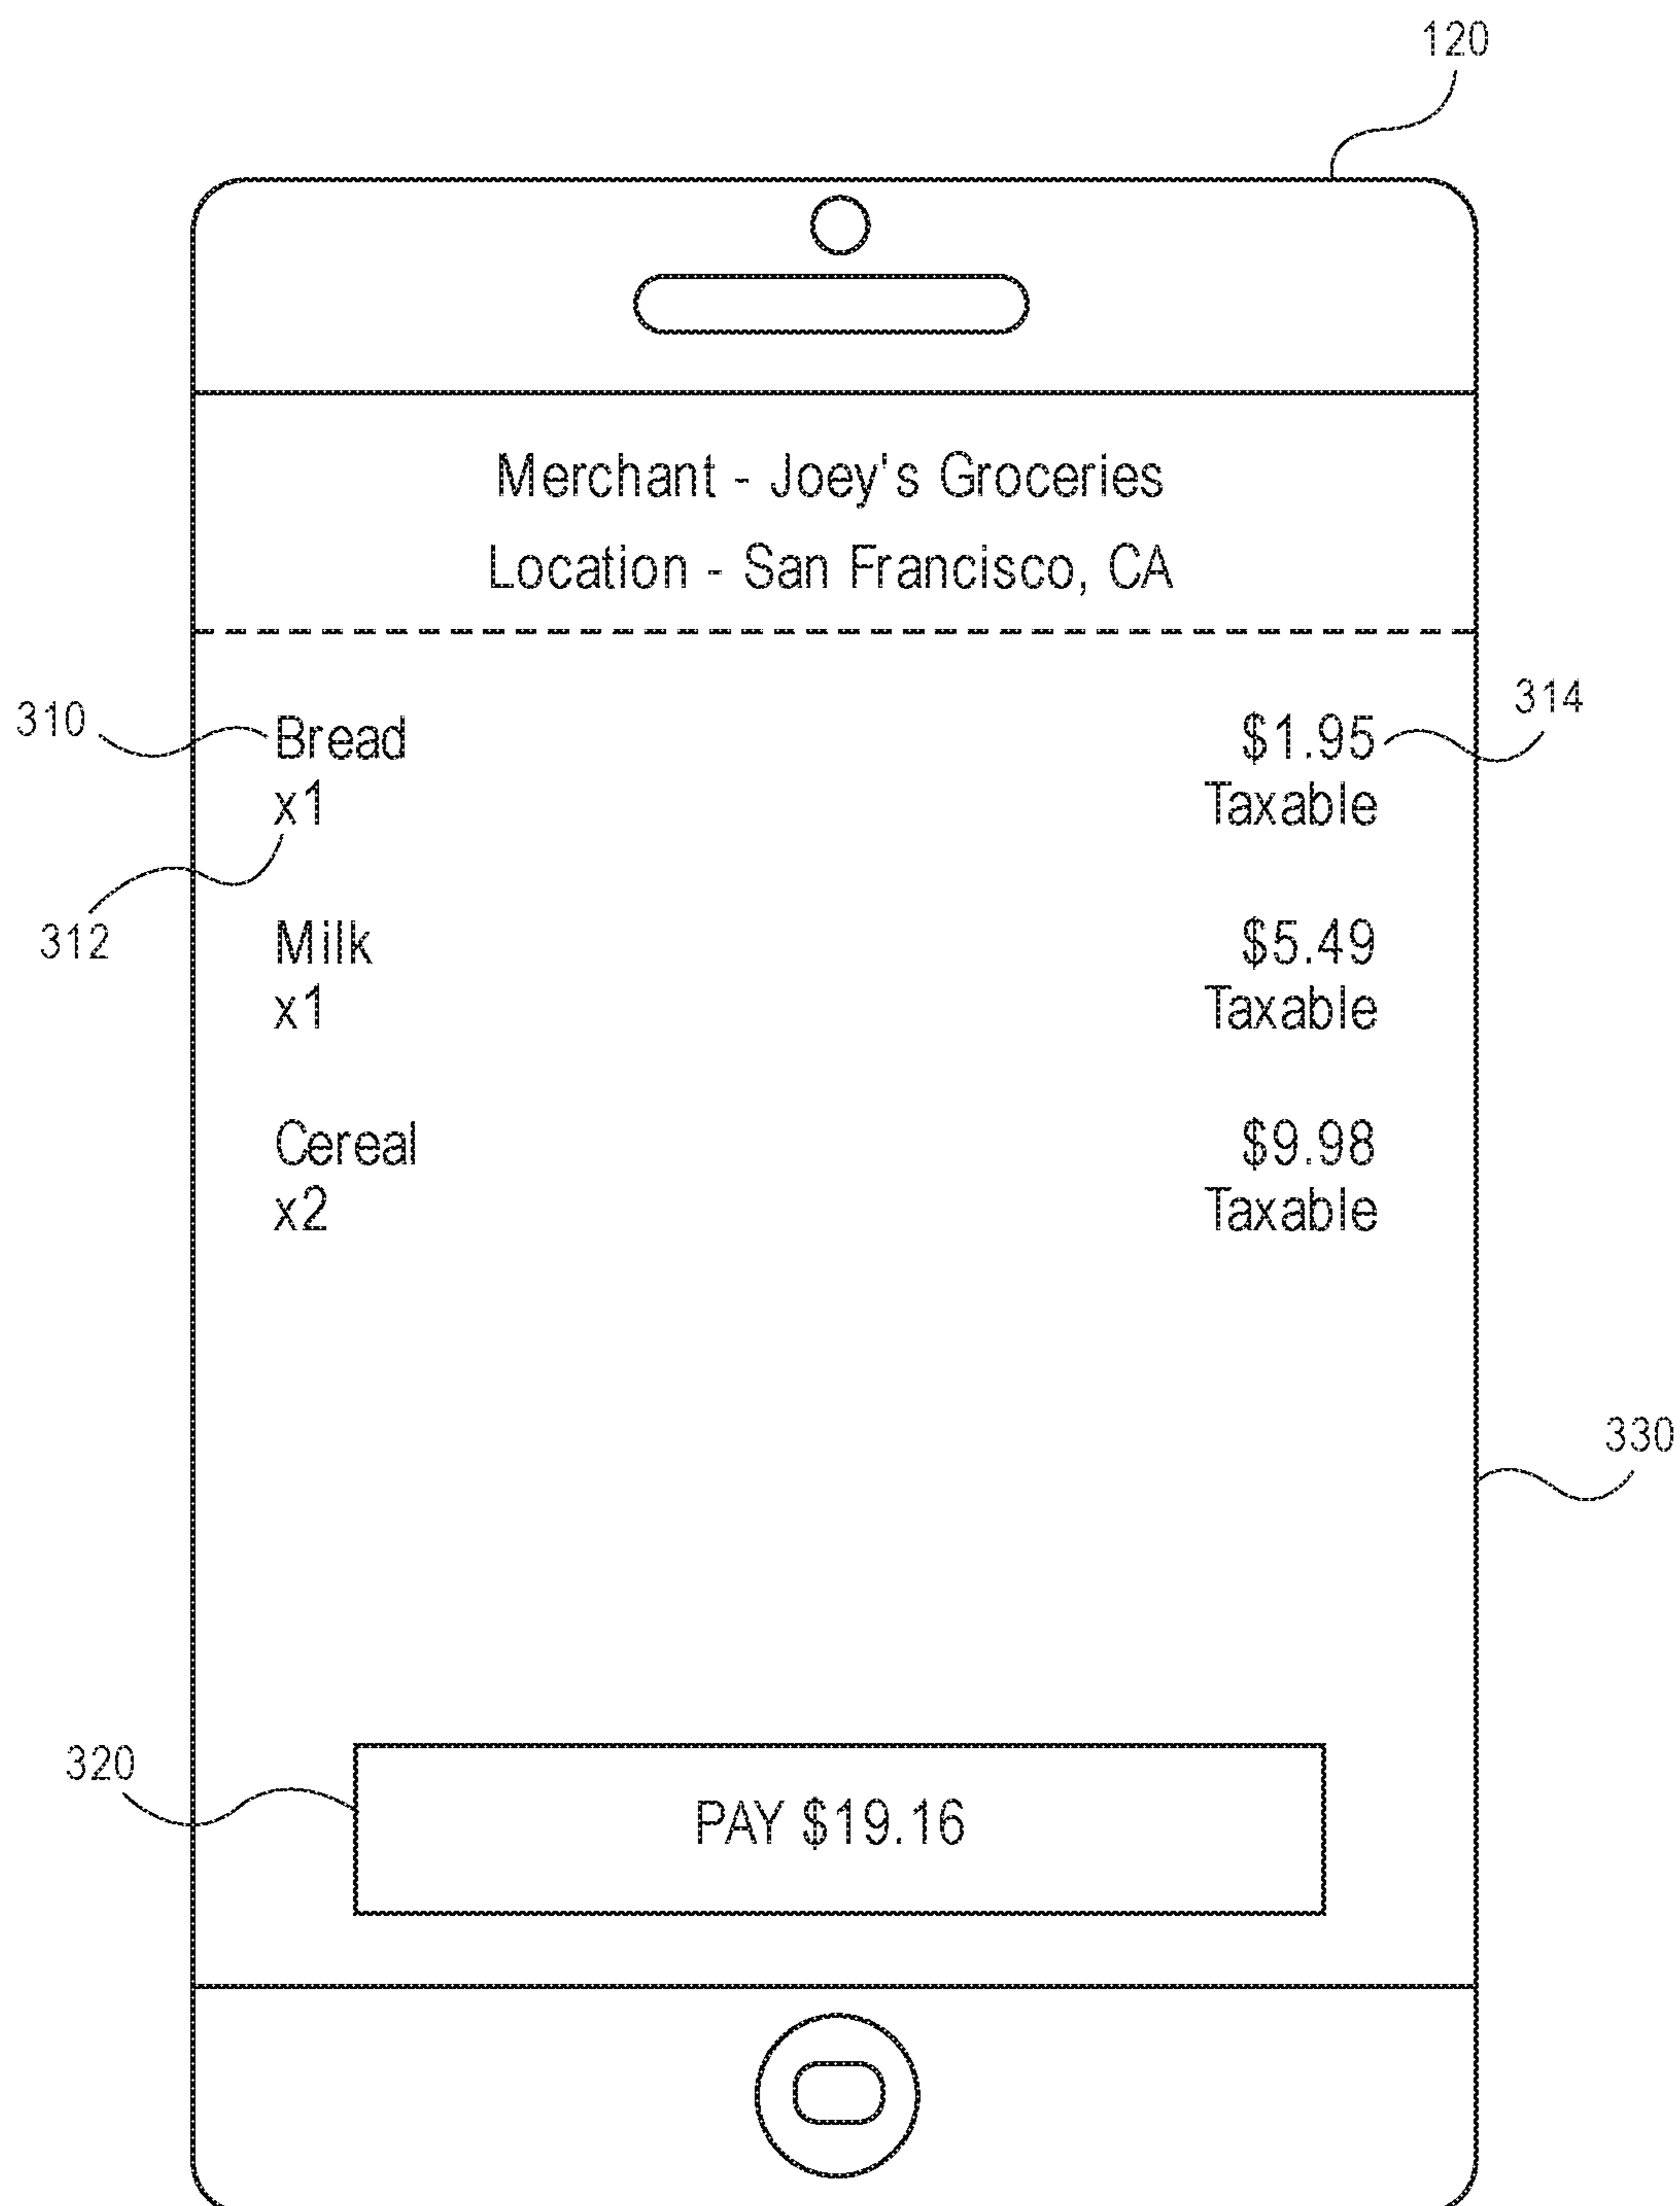 120
Merchant - Joey's Groceries
Location - San Francisco, CA
310 Bread $1.95 314
x1 Taxable
312
Milk $5.49
x1 Taxable
Cereal $9.98
x2 Taxable
330
320
PAY $19.16